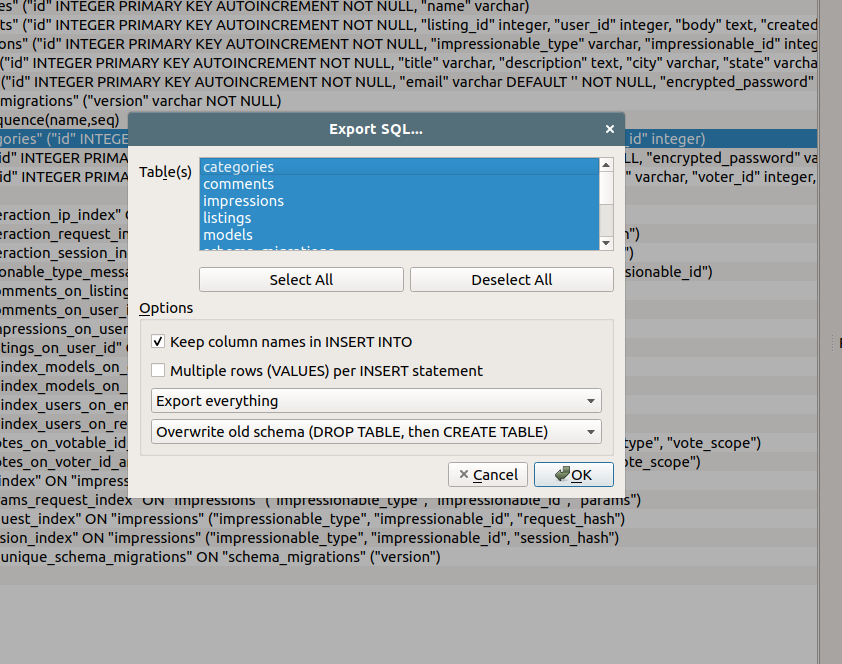 es" ("id" INTEGER PRIMARY KEY AUTOINCREMENT NOT NULL, "name" varchar)
ts" ("id" INTEGER PRIMARY KEY AUTOINCREMENT NOT NULL, "listing_id" integer, "user_id" integer, "body" text, "created
ons" ("id" INTEGER PRIMARY KEY AUTOINCREMENT NOT NULL, "impressionable_type" varchar, "impressionable_id" integ
("id" INTEGER PRIMARY KEY AUTOINCREMENT NOT NULL, "title" varchar, "description" text, "city" varchar, "state" varcha
("id" INTEGER PRIMARY KEY AUTOINCREMENT NOT NULL, "email" varchar DEFAULT '' NOT NULL, "encrypted_password"
migrations" ("version" varchar NOT NULL)
quence(name,seq)
Export SQL...
gories" ("id" INTEGE id" integer)
id" INTEGER PRIMA LL, "encrypted_password" va
id" INTEGER PRIMA " varchar, "voter_id" integer,
Table(s)
categories
comments
impressions
listings
models
schema_migrations
eraction_ip_index"
eraction_request_in n")
eraction_session_in ")
onable_type_messa sionable_id")
omments_on_listing
omments_on_user_i
mpressions_on_user
tings_on_user_id"
index_models_on_
index_models_on_
index_users_on_em
index_users_on_re
otes_on_votable_id_ type", "vote_scope")
otes_on_voter_id_a ote_scope")
index" ON "impress
Select All
Deselect All
Options
Keep column names in INSERT INTO
Multiple rows (VALUES) per INSERT statement
Export everything
Overwrite old schema (DROP TABLE, then CREATE TABLE)
Cancel
OK
rams_request_index" ON "impressions" ("impressionable_type", "impressionable_id", "params")
uest_index" ON "impressions" ("impressionable_type", "impressionable_id", "request_hash")
sion_index" ON "impressions" ("impressionable_type", "impressionable_id", "session_hash")
unique_schema_migrations" ON "schema_migrations" ("version")